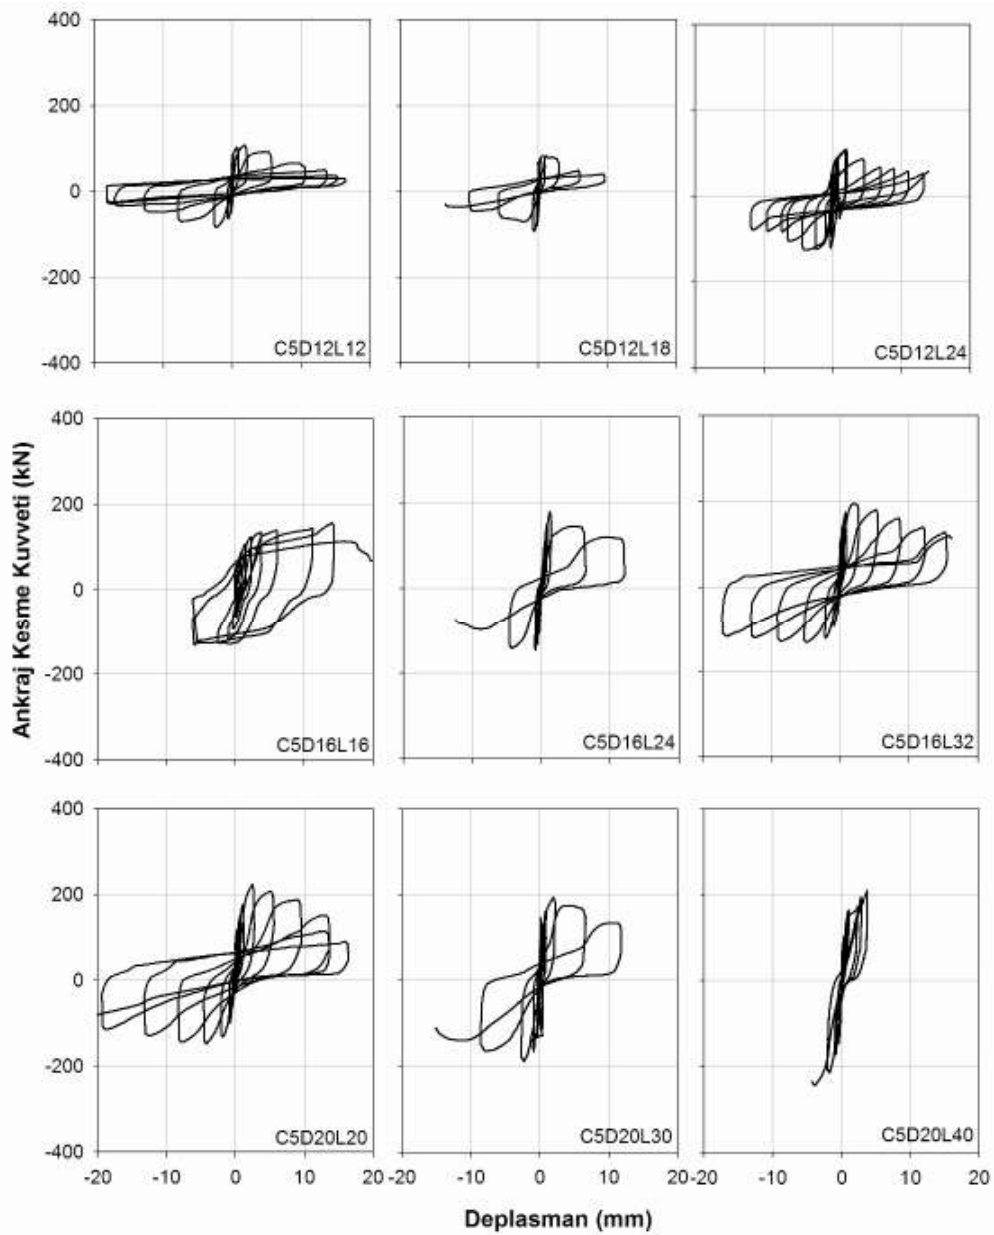 400
200
0
-200
-400
C5D12L12
C5D12L18
C5D12L24
400
200
0
-200
-400
C5D16L16
C5D16L24
C5D16L32
Ankraj Kesme Kuvveti (kN)
400
200
0
-200
-400
C5D20L20
C5D20L30
C5D20L40
-20 -10 0 10 20 -20 -10 0 10 20 -20 -10 0 10 20
Deplasman (mm)